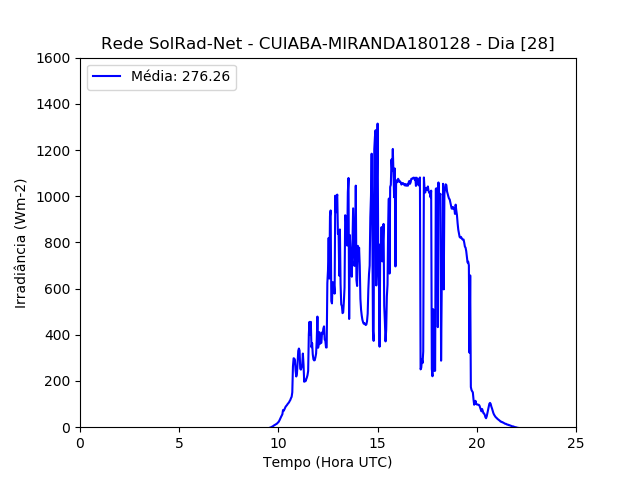 Rede SolRad-Net - CUIABA-MIRANDA180128 - Dia [28]
Média: 276.26
Irradiância (Wm-2)
1600
1400
1200
1000
800
600
400
200
0
0 5 10 15 20 25
Tempo (Hora UTC)